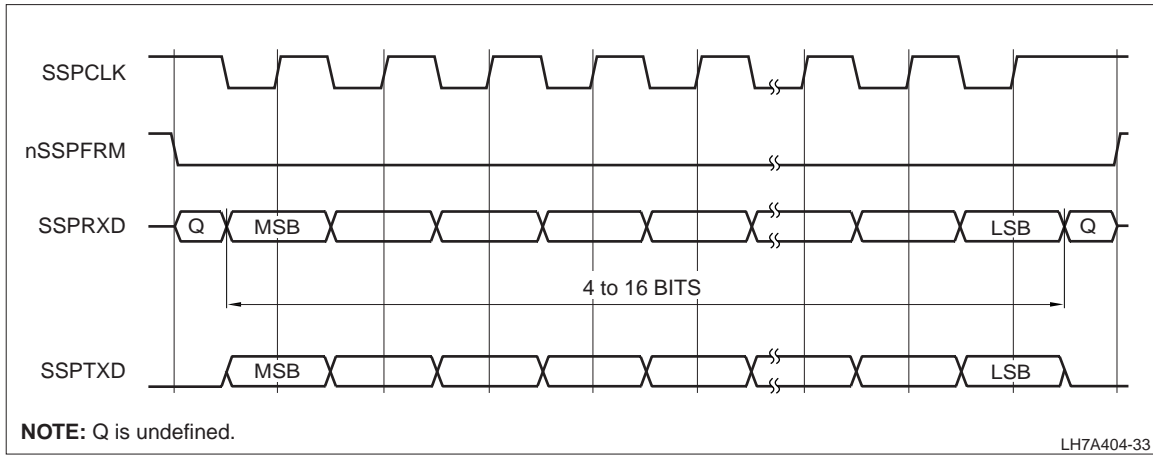 SSPCLK
nSSPFRM
SSPRXD Q MSB LSB Q
4 to 16 BITS
SSPTXD MSB LSB
NOTE: Q is undefined.
LH7A404-33